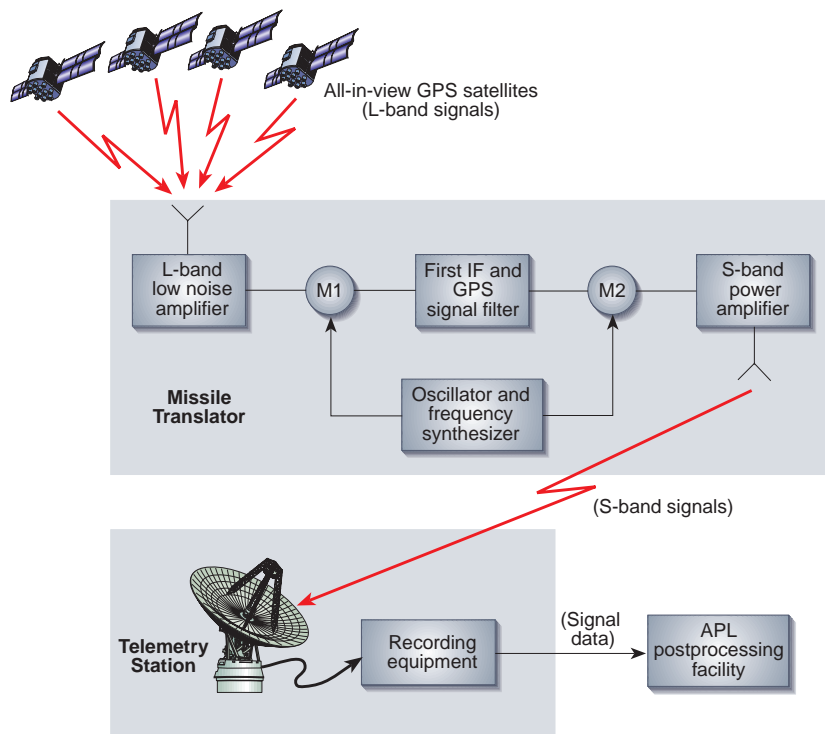 All-in-view GPS satellites
(L-band signals)
L-band
low noise
amplifier
M1
First IF and
GPS
signal filter
M2
S-band
power
amplifier
Missile
Translator
Oscillator and
frequency
synthesizer
(S-band signals)
Telemetry
Station
Recording
equipment
(Signal
data)
APL
postprocessing
facility